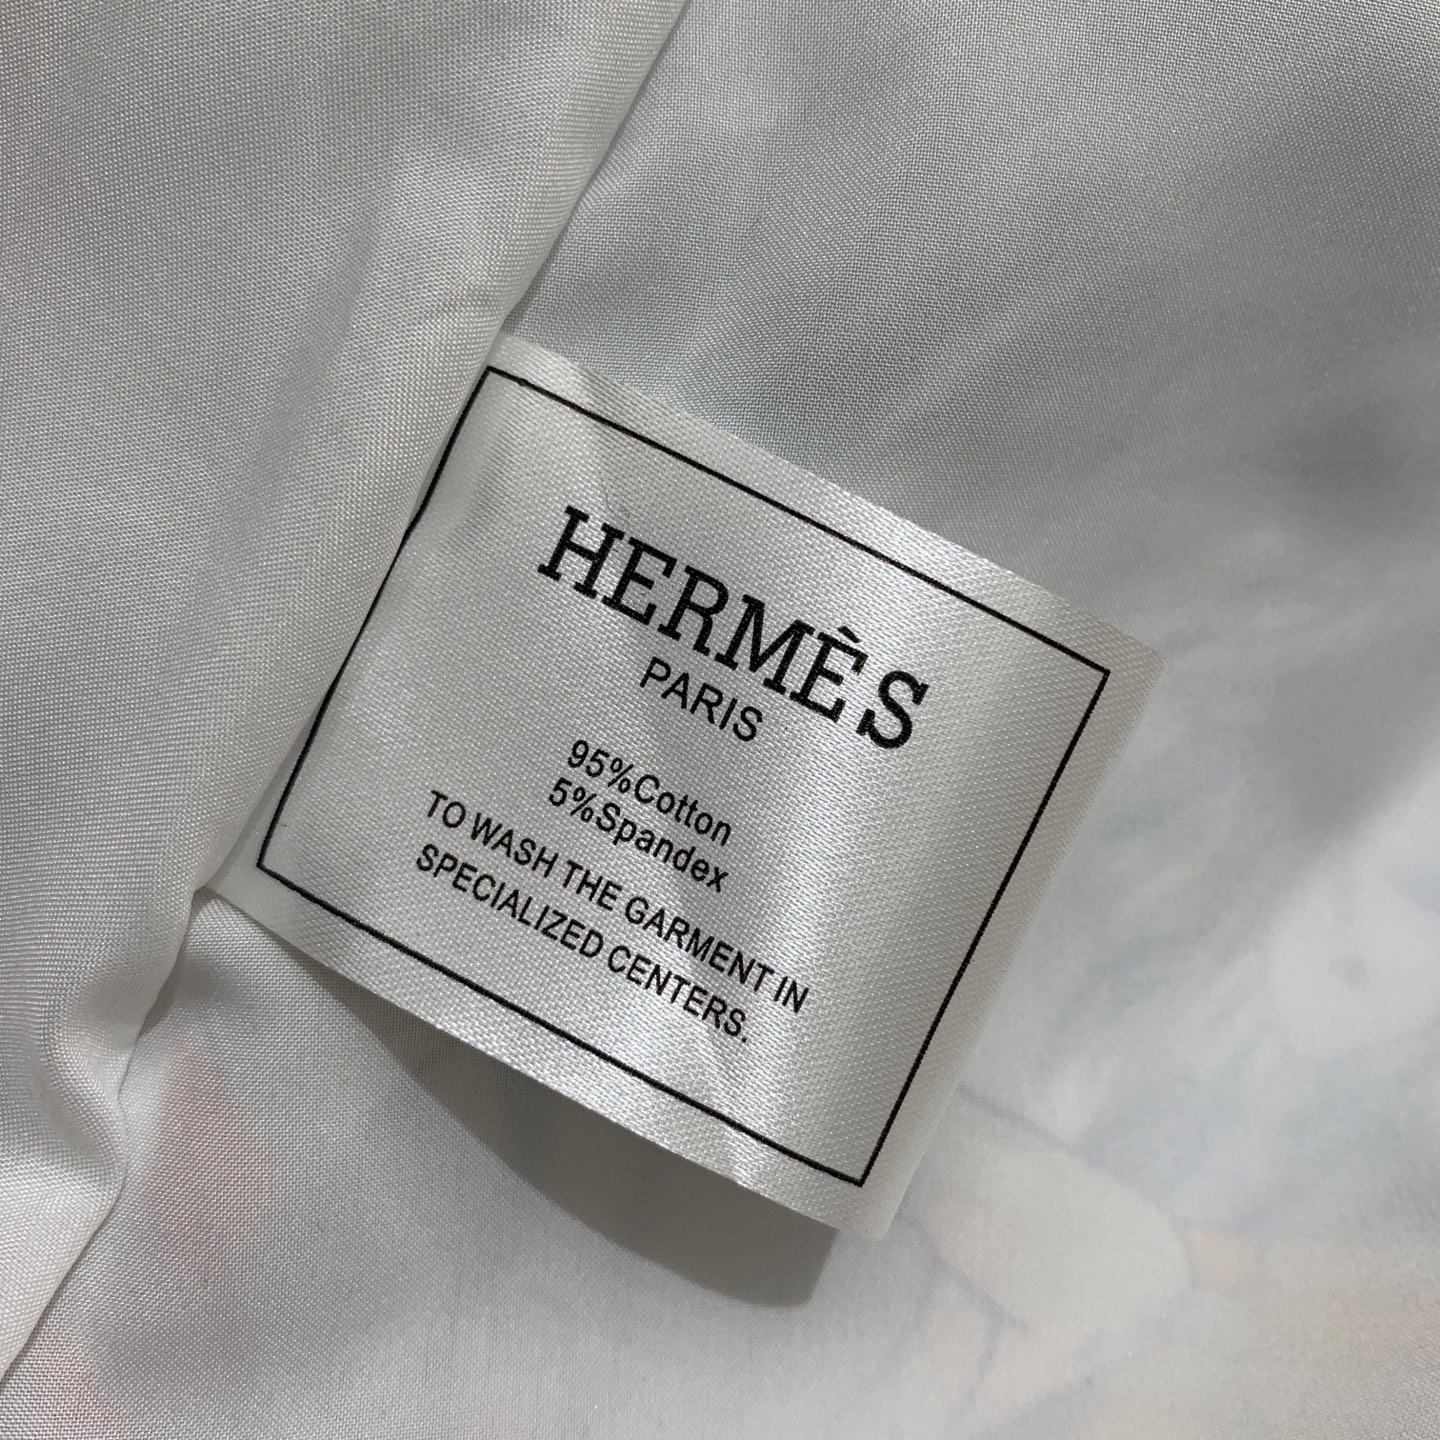 HERMÈS
PARIS
95%Cotton
5%Spandex
TO WASH THE GARMENT IN
SPECIALIZED CENTERS.